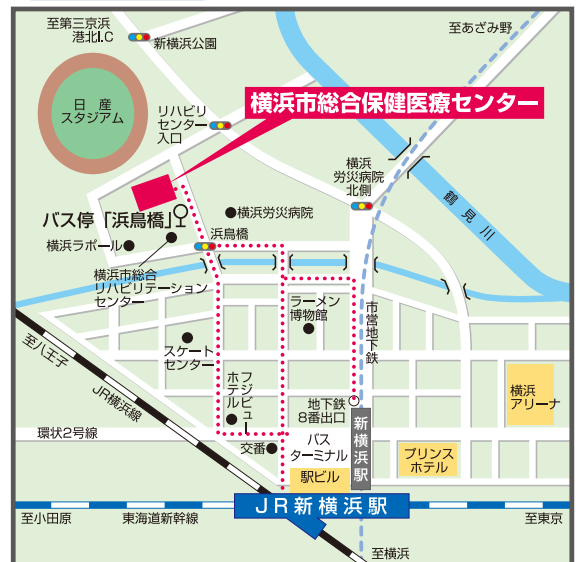 至第三京浜
港北I.C
新横浜公園
至あざみ野
日産
スタジアム
リハビリ
センター
入口
横浜市総合保健医療センター
横浜
労災病院
北側
鶴見川
バス停「浜鳥橋」
横浜労災病院
浜鳥橋
横浜ラポール
横浜市総合
リハビリテーション
センター
ラーメン
博物館
市営地下鉄
スケート
センター
至八王子
JR横浜線
フジビュー
ホテル
地下鉄
8番出口
新横浜駅
横浜
アリーナ
環状2号線
交番
バス
ターミナル
プリンス
ホテル
駅ビル
JR新横浜駅
至小田原
東海道新幹線
至東京
至横浜